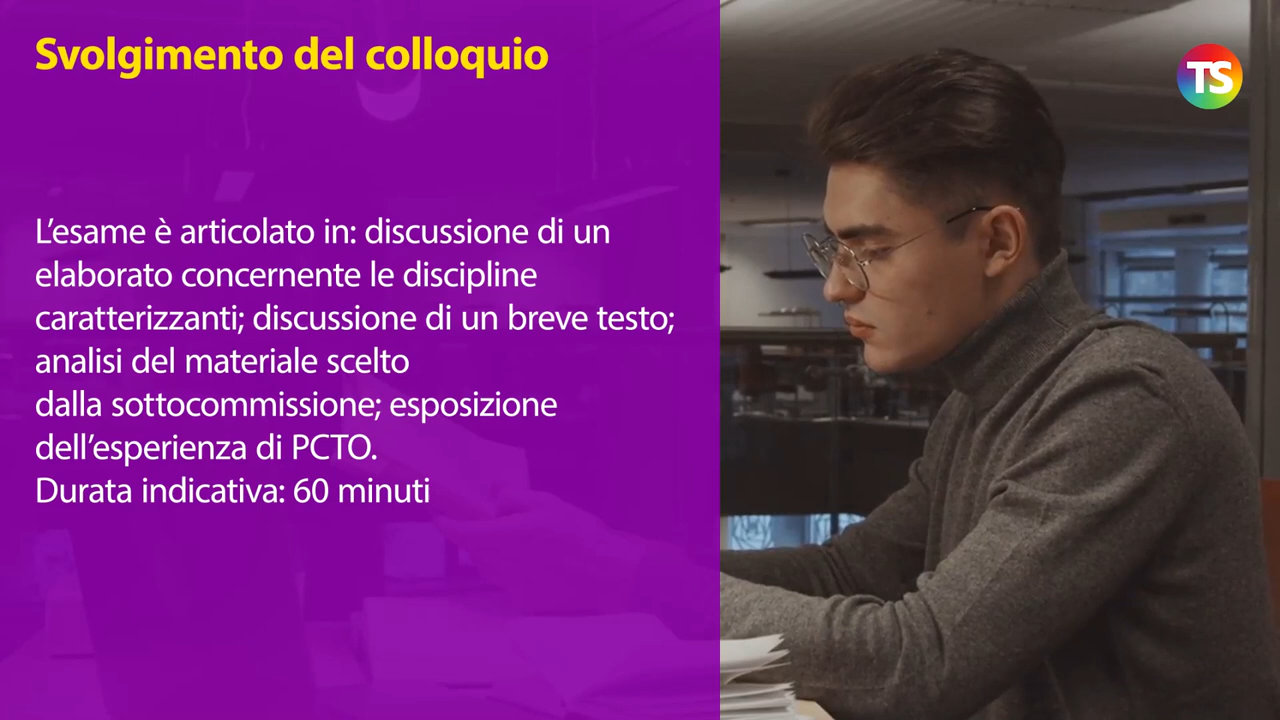 Svolgimento del colloquio
TS
L'esame è articolato in: discussione di un
elaborato concernente le discipline
caratterizzanti; discussione di un breve testo;
analisi del materiale scelto
dalla sottocommissione; esposizione
dell'esperienza di PCTO.
Durata indicativa: 60 minuti